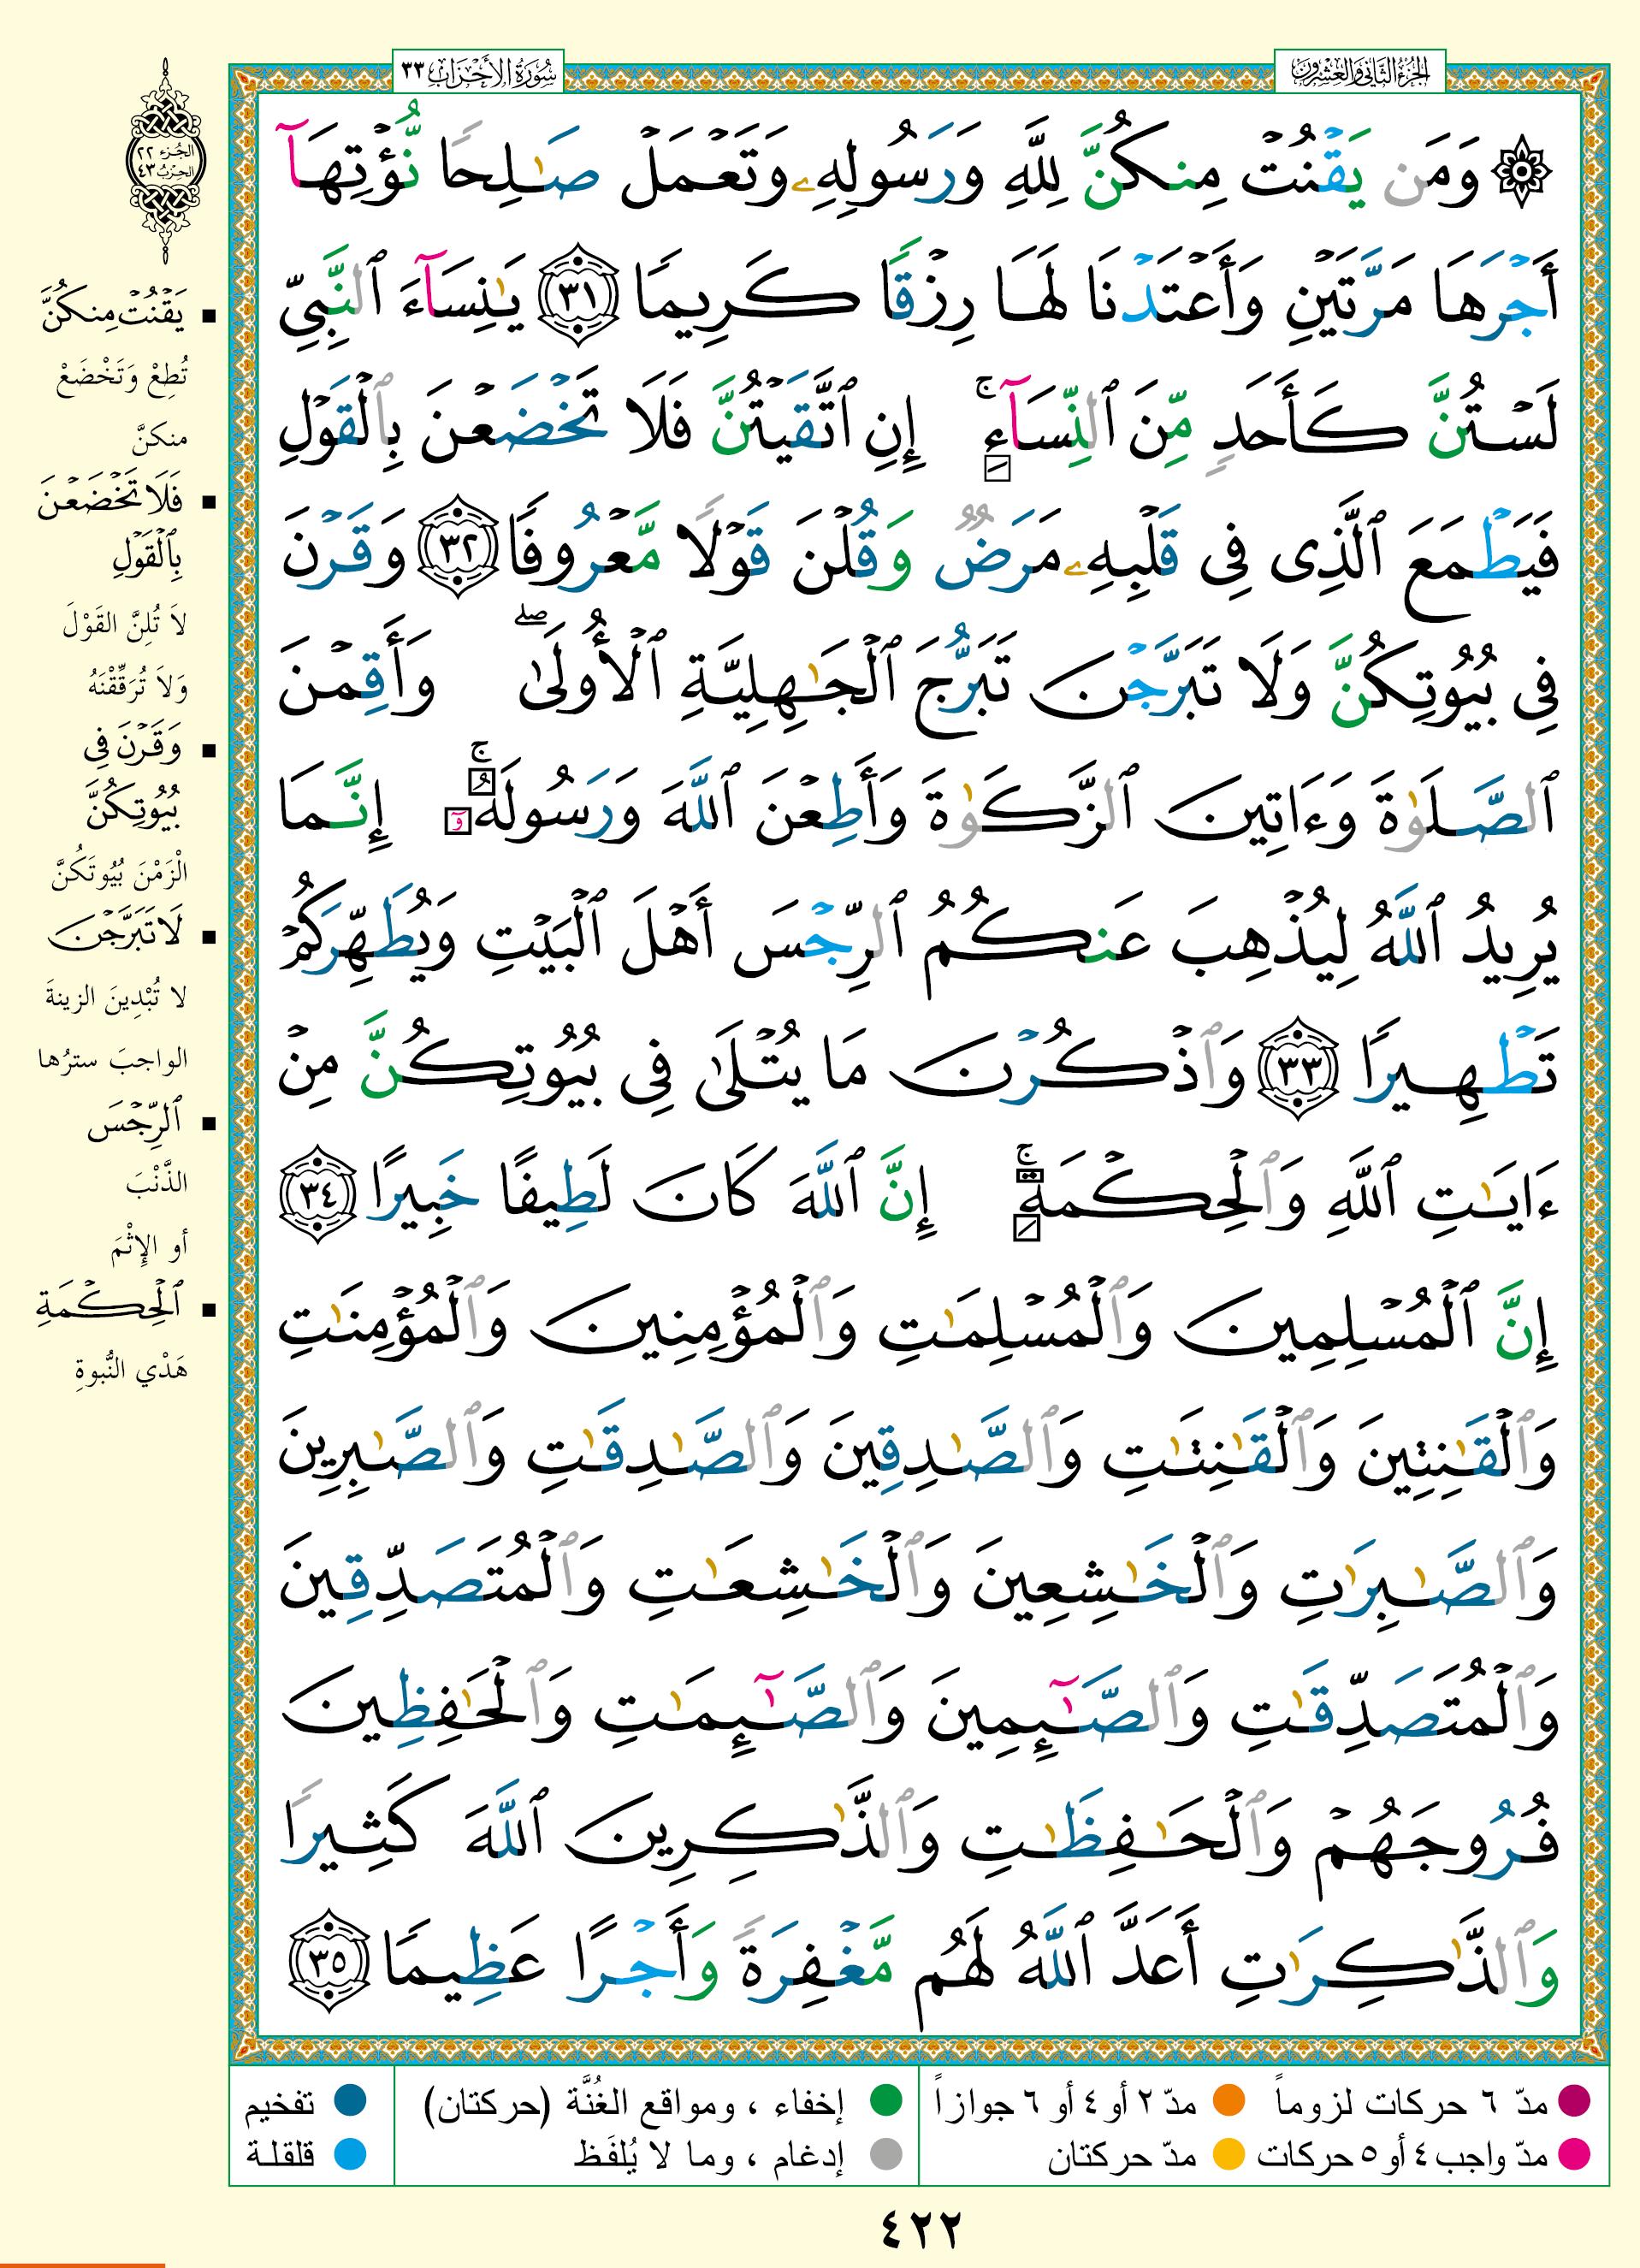 الجزء الثاني والعشرون
سورة الأحزاب ٣٣
۞ وَمَن يَقْنُتْ مِنكُنَّ لِلَّهِ وَرَسُولِهِۦ وَتَعْمَلْ صَٰلِحًا نُّؤْتِهَآ
أَجْرَهَا مَرَّتَيْنِ وَأَعْتَدْنَا لَهَا رِزْقًا كَرِيمًا ٣١ يَٰنِسَآءَ ٱلنَّبِىِّ
لَسْتُنَّ كَأَحَدٍ مِّنَ ٱلنِّسَآءِ ۚ إِنِ ٱتَّقَيْتُنَّ فَلَا تَخْضَعْنَ بِٱلْقَوْلِ
فَيَطْمَعَ ٱلَّذِى فِى قَلْبِهِۦ مَرَضٌ وَقُلْنَ قَوْلًا مَّعْرُوفًا ٣٢ وَقَرْنَ
فِى بُيُوتِكُنَّ وَلَا تَبَرَّجْنَ تَبَرُّجَ ٱلْجَٰهِلِيَّةِ ٱلْأُولَىٰ ۖ وَأَقِمْنَ
ٱلصَّلَوٰةَ وَءَاتِينَ ٱلزَّكَوٰةَ وَأَطِعْنَ ٱللَّهَ وَرَسُولَهُۥٓ ۚ إِنَّمَا
يُرِيدُ ٱللَّهُ لِيُذْهِبَ عَنكُمُ ٱلرِّجْسَ أَهْلَ ٱلْبَيْتِ وَيُطَهِّرَكُمْ
تَطْهِيرًا ٣٣ وَٱذْكُرْنَ مَا يُتْلَىٰ فِى بُيُوتِكُنَّ مِنْ
ءَايَٰتِ ٱللَّهِ وَٱلْحِكْمَةِ ۚ إِنَّ ٱللَّهَ كَانَ لَطِيفًا خَبِيرًا ٣٤
إِنَّ ٱلْمُسْلِمِينَ وَٱلْمُسْلِمَٰتِ وَٱلْمُؤْمِنِينَ وَٱلْمُؤْمِنَٰتِ
وَٱلْقَٰنِتِينَ وَٱلْقَٰنِتَٰتِ وَٱلصَّٰدِقِينَ وَٱلصَّٰدِقَٰتِ وَٱلصَّٰبِرِينَ
وَٱلصَّٰبِرَٰتِ وَٱلْخَٰشِعِينَ وَٱلْخَٰشِعَٰتِ وَٱلْمُتَصَدِّقِينَ
وَٱلْمُتَصَدِّقَٰتِ وَٱلصَّٰٓئِمِينَ وَٱلصَّٰٓئِمَٰتِ وَٱلْحَٰفِظِينَ
فُرُوجَهُمْ وَٱلْحَٰفِظَٰتِ وَٱلذَّٰكِرِينَ ٱللَّهَ كَثِيرًا
وَٱلذَّٰكِرَٰتِ أَعَدَّ ٱللَّهُ لَهُم مَّغْفِرَةً وَأَجْرًا عَظِيمًا ٣٥
الجزء ٢٢
الحزب ٤٣
▪ يَقْنُتْ مِنكُنَّ
تُطِعْ وَتَخْضَعْ
منكنَّ
▪ فَلَا تَخْضَعْنَ
بِٱلْقَوْلِ
لاَ تُلِنَّ القَوْلَ
وَلاَ تُرَقِّقْنَهُ
▪ وَقَرْنَ فِى
بُيُوتِكُنَّ
الْزَمْنَ بُيُوتَكُنَّ
▪ لَا تَبَرَّجْنَ
لا تُبْدِينَ الزينةَ
الواجبَ سترُها
▪ ٱلرِّجْسَ
الذَّنْبَ
أو الإِثْمَ
▪ ٱلْحِكْمَةِ
هَدْي النُّبوةِ
● مدّ ٦ حركات لزوماً ● مدّ ٢ أو ٤ أو ٦ جوازاً ● إخفاء ، ومواقع الغُنَّة (حركتان) ● تفخيم
● مدّ واجب ٤ أو ٥ حركات ● مدّ حركتان ● إدغام ، وما لا يُلفَظ ● قلقلة
٤٢٢